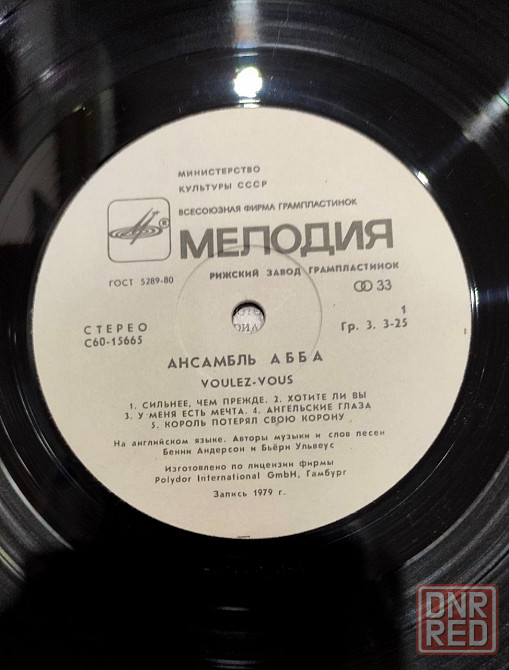 МИНИСТЕРСТВО
КУЛЬТУРЫ СССР
ВСЕСОЮЗНАЯ ФИРМА ГРАМПЛАСТИНОК
МЕЛОДИЯ
ГОСТ 5289-80
РИЖСКИЙ ЗАВОД ГРАМПЛАСТИНОК
33
СТЕРЕО
С60-15665
1
Гр. 3. 3-25
АНСАМБЛЬ АББА
VOULEZ-VOUS
1. СИЛЬНЕЕ, ЧЕМ ПРЕЖДЕ. 2. ХОТИТЕ ЛИ ВЫ
3. У МЕНЯ ЕСТЬ МЕЧТА. 4. АНГЕЛЬСКИЕ ГЛАЗА
5. КОРОЛЬ ПОТЕРЯЛ СВОЮ КОРОНУ
На английском языке. Авторы музыки и слов песен
Бенни Андерсон и Бьёрн Ульвеус
Изготовлено по лицензии фирмы
Polydor International GmbH, Гамбург
Запись 1979 г.
DNR
RED